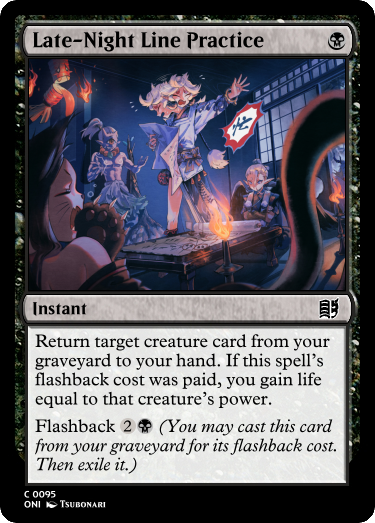 Late-Night Line Practice
Instant
Return target creature card from your
graveyard to your hand. If this spell's
flashback cost was paid, you gain life
equal to that creature's power.
Flashback 2 (You may cast this card
from your graveyard for its flashback cost.
Then exile it.)
C 0095
ONI Tsubonari